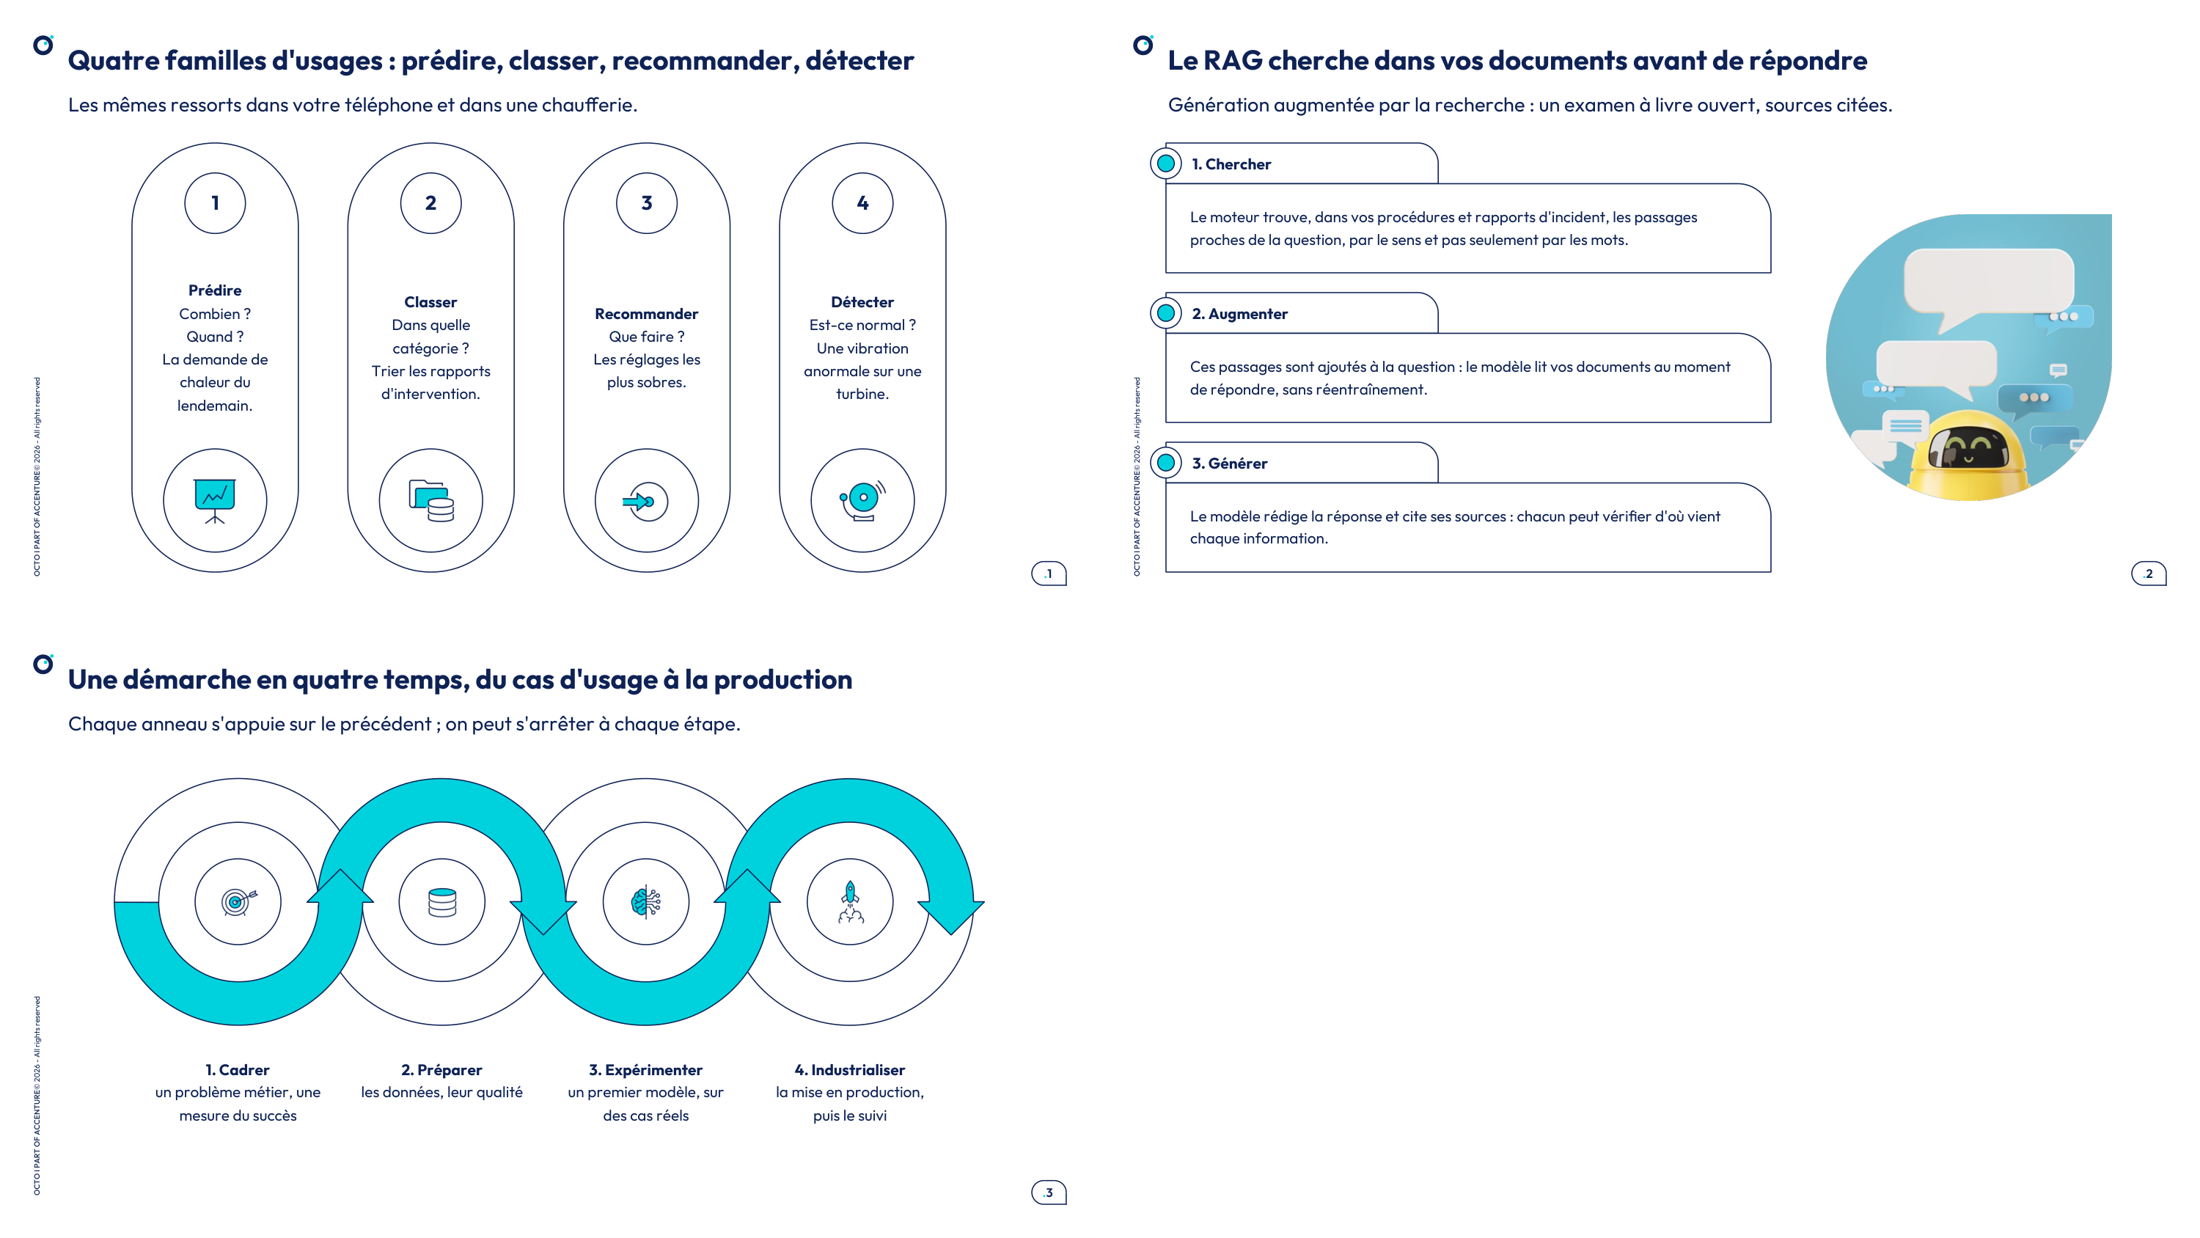 Quatre familles d'usages : prédire, classer, recommander, détecter
Les mêmes ressorts dans votre téléphone et dans une chaufferie.
1
Prédire
Combien ?
Quand ?
La demande de
chaleur du
lendemain.
2
Classer
Dans quelle
catégorie ?
Trier les rapports
d'intervention.
3
Recommander
Que faire ?
Les réglages les
plus sobres.
4
Détecter
Est-ce normal ?
Une vibration
anormale sur une
turbine.
OCTO I PART OF ACCENTURE© 2026 - All rights reserved
.1
Le RAG cherche dans vos documents avant de répondre
Génération augmentée par la recherche : un examen à livre ouvert, sources citées.
1. Chercher
Le moteur trouve, dans vos procédures et rapports d'incident, les passages
proches de la question, par le sens et pas seulement par les mots.
2. Augmenter
Ces passages sont ajoutés à la question : le modèle lit vos documents au moment
de répondre, sans réentraînement.
3. Générer
Le modèle rédige la réponse et cite ses sources : chacun peut vérifier d'où vient
chaque information.
OCTO I PART OF ACCENTURE© 2026 - All rights reserved
.2
Une démarche en quatre temps, du cas d'usage à la production
Chaque anneau s'appuie sur le précédent ; on peut s'arrêter à chaque étape.
1. Cadrer
un problème métier, une
mesure du succès
2. Préparer
les données, leur qualité
3. Expérimenter
un premier modèle, sur
des cas réels
4. Industrialiser
la mise en production,
puis le suivi
OCTO I PART OF ACCENTURE© 2026 - All rights reserved
.3